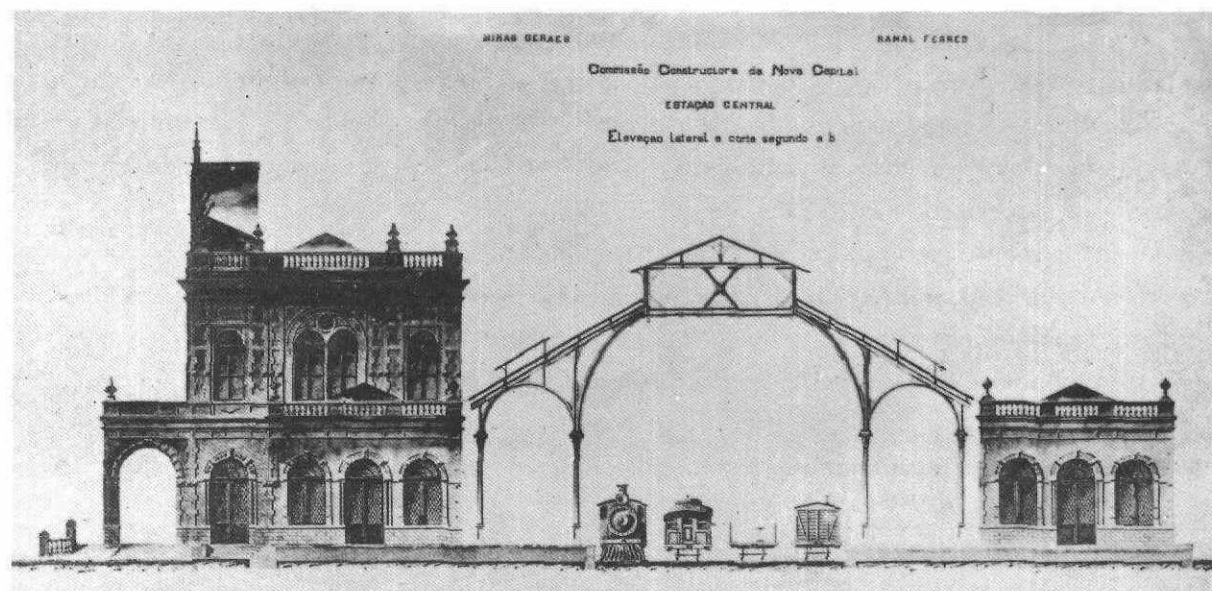 MINAS GERAES
RAMAL FERREO
Commissão Constructora da Nova Capital
ESTAÇÃO CENTRAL
Elevação lateral e corte segundo a b